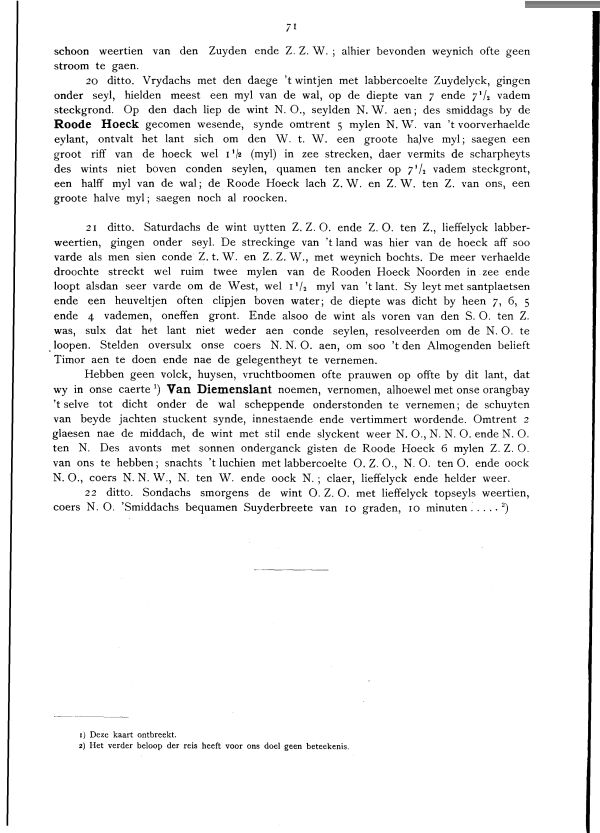 71
schoon weertien van den Zuyden ende Z. Z. W. ; alhier bevonden weynich ofte geen
stroom te gaen.
20 ditto. Vrydachs met den daege 't wintjen met labbercoelte Zuydelyck, gingen
onder seyl, hielden meest een myl van de wal, op de diepte van 7 ende 7 1/2 vadem
steckgrond. Op den dach liep de wint N. O., seylden N. W. aen; des smiddags by de
Roode Hoeck gecomen wesende, synde omtrent 5 mylen N. W. van 't voorverhaelde
eylant, ontvalt het lant sich om den W. t. W. een groote halve myl; saegen een
groot riff van de hoeck wel 1 1/2 (myl) in zee strecken, daer vermits de scharpheyts
des wints niet boven conden seylen, quamen ten ancker op 7 1/2 vadem steckgront,
een halff myl van de wal; de Roode Hoeck lach Z. W. en Z. W. ten Z. van ons, een
groote halve myl; saegen noch al roocken.
21 ditto. Saturdachs de wint uytten Z. Z. O. ende Z. O. ten Z., lieffelyck labber-
weertien, gingen onder seyl. De streckinge van 't land was hier van de hoeck aff soo
varde als men sien conde Z. t. W. en Z. Z. W., met weynich bochts. De meer verhaelde
droochte streckt wel ruim twee mylen van de Rooden Hoeck Noorden in zee ende
loopt alsdan seer varde om de West, wel 1 1/2 myl van 't lant. Sy leyt met santplaetsen
ende een heuveltjen often clipjen boven water; de diepte was dicht by heen 7, 6, 5
ende 4 vademen, oneffen gront. Ende alsoo de wint als voren van den S. O. ten Z.
was, sulx dat het lant niet weder aen conde seylen, resolveerden om de N. O. te
loopen. Stelden oversulx onse coers N. N. O. aen, om soo 't den Almogenden belieft
Timor aen te doen ende nae de gelegentheyt te vernemen.
Hebben geen volck, huysen, vruchtboomen ofte prauwen op offte by dit lant, dat
wy in onse caerte 1) Van Diemenslant noemen, vernomen, alhoewel met onse orangbay
't selve tot dicht onder de wal scheppende onderstonden te vernemen; de schuyten
van beyde jachten stuckent synde, innestaende ende vertimmert wordende. Omtrent 2
glaesen nae de middach, de wint met stil ende slyckent weer N. O., N. N. O. ende N. O.
ten N. Des avonts met sonnen onderganck gisten de Roode Hoeck 6 mylen Z. Z. O.
van ons te hebben; snachts 't luchien met labbercoelte O. Z. O., N. O. ten O. ende oock
N. O., coers N. N. W., N. ten W. ende oock N. ; claer, lieffelyck ende helder weer.
22 ditto. Sondachs smorgens de wint O. Z. O. met lieffelyck topseyls weertien,
coers N. O. 'Smiddachs bequamen Suyderbreete van 10 graden, 10 minuten ..... 2)
1) Deze kaart ontbreekt.
2) Het verder beloop der reis heeft voor ons doel geen beteekenis.